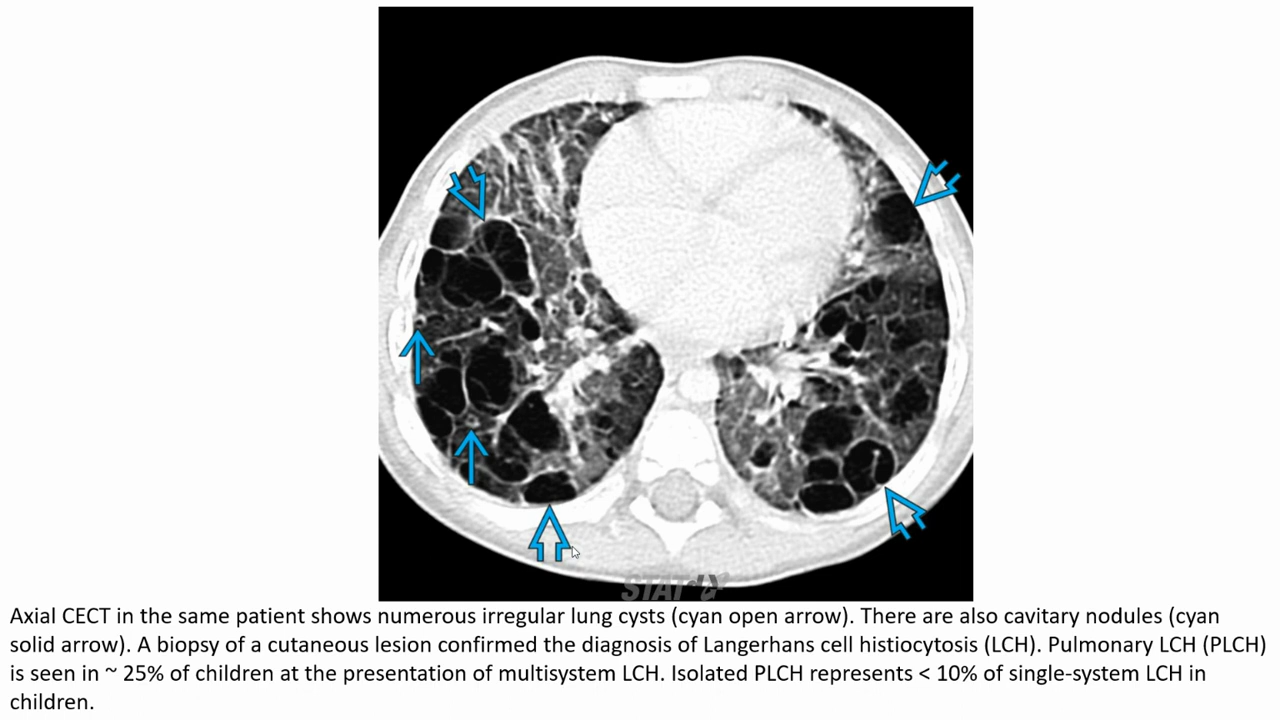 STATdx
Axial CECT in the same patient shows numerous irregular lung cysts (cyan open arrow). There are also cavitary nodules (cyan
solid arrow). A biopsy of a cutaneous lesion confirmed the diagnosis of Langerhans cell histiocytosis (LCH). Pulmonary LCH (PLCH)
is seen in ~ 25% of children at the presentation of multisystem LCH. Isolated PLCH represents < 10% of single-system LCH in
children.